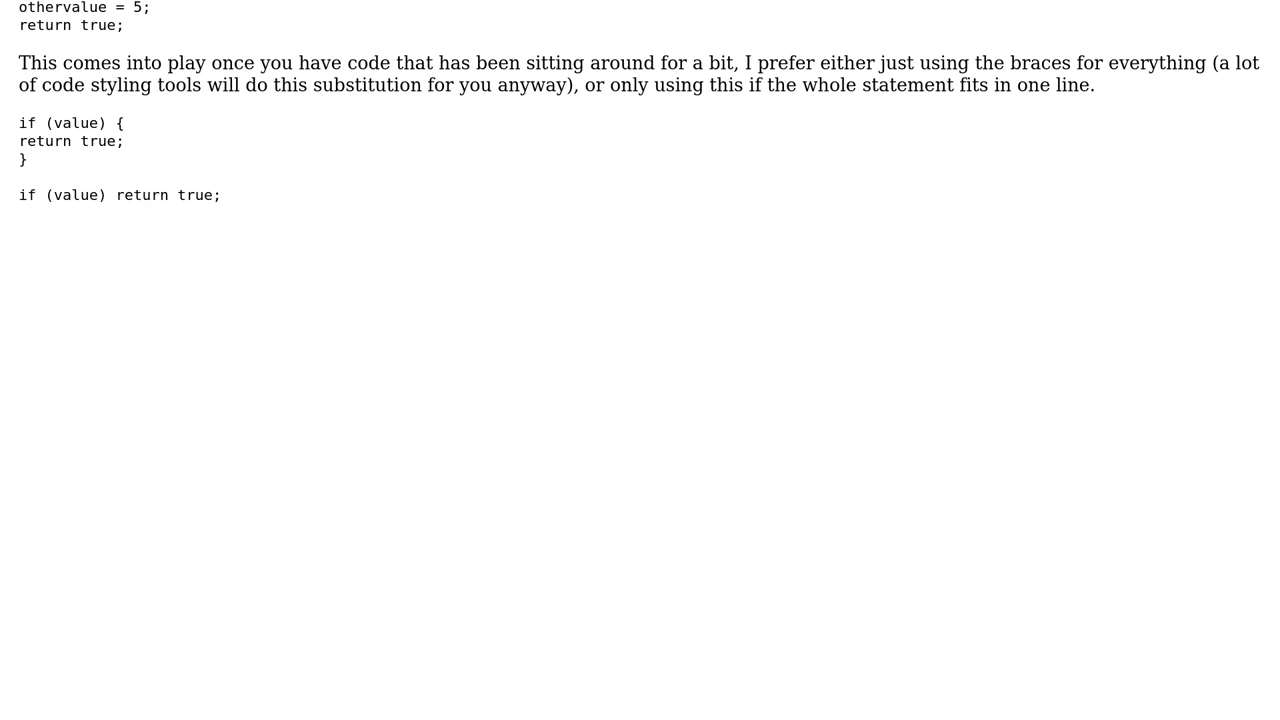 othervalue = 5;
return true;
This comes into play once you have code that has been sitting around for a bit, I prefer either just using the braces for everything (a lot
of code styling tools will do this substitution for you anyway), or only using this if the whole statement fits in one line.
if (value) {
return true;
}
if (value) return true;